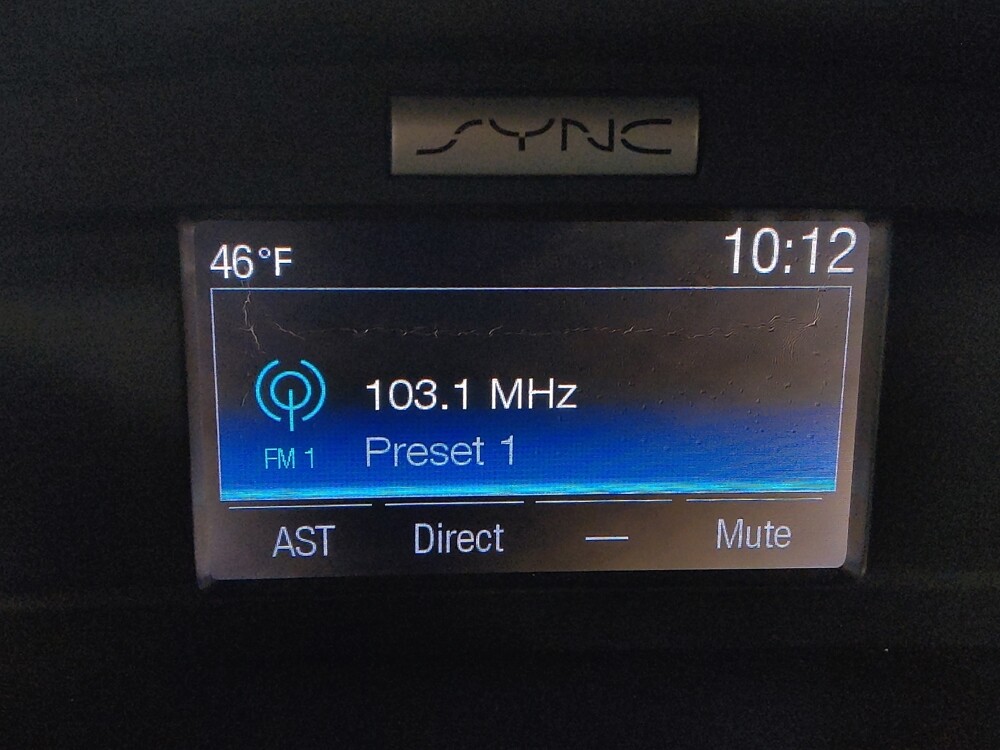 SYNC
46°F 10:12
103.1 MHz
FM 1 Preset 1
AST Direct — Mute